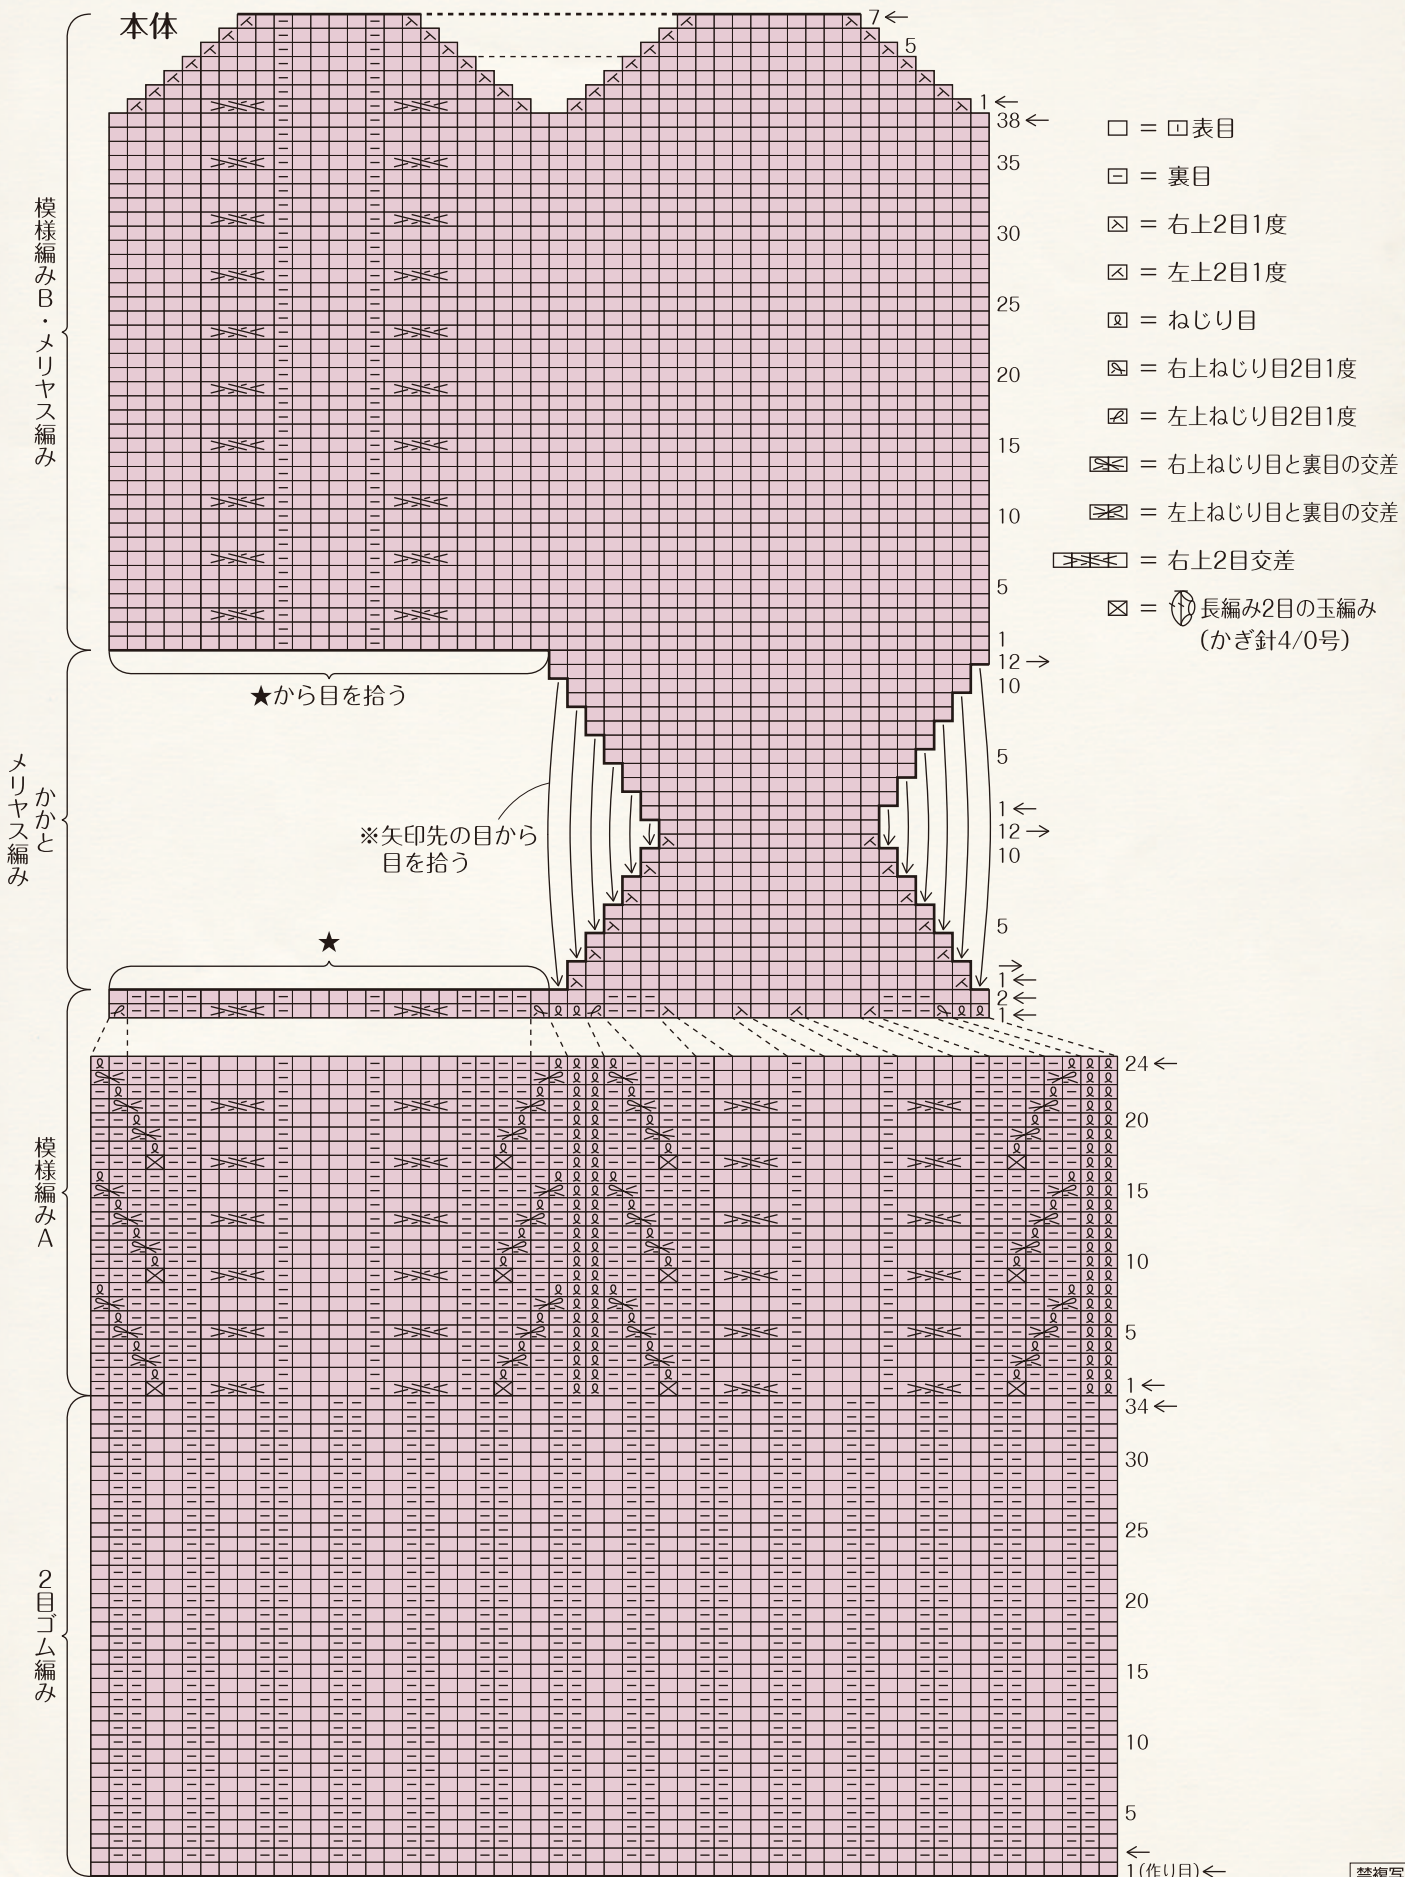 本体
7←
5
1←
38←
35
30
25
20
15
10
5
1
12→
10
5
1←
12→
10
5
→
1←
2←
1←
24←
20
15
10
5
1←
34←
30
25
20
15
10
5
←
1(作り目)←
模様編みB・メリヤス編み
★から目を拾う
かかと
メリヤス編み
※矢印先の目から
目を拾う
★
模様編みA
2目ゴム編み
□ = 表目
= 裏目
= 右上2目1度
= 左上2目1度
= ねじり目
= 右上ねじり目2目1度
= 左上ねじり目2目1度
= 右上ねじり目と裏目の交差
= 左上ねじり目と裏目の交差
= 右上2目交差
= 長編み2目の玉編み
(かぎ針4/0号)